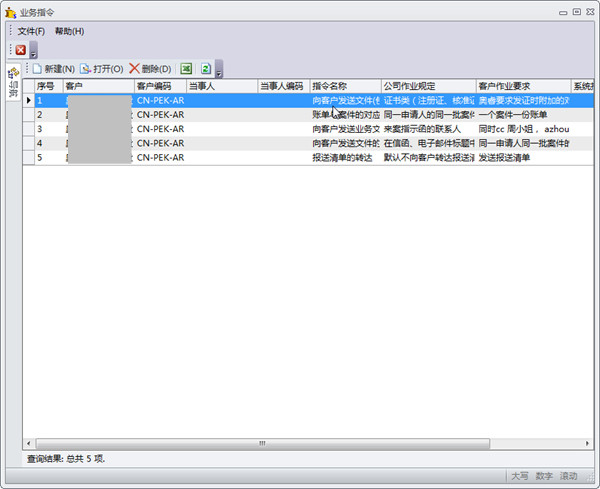 业务指令
文件(F) 帮助(H)
新建(N) 打开(O) 删除(D)
导航
序号 客户 客户编码 当事人 当事人编码 指令名称 公司作业规定 客户作业要求
1 CN-PEK-AR 向客户发送文件 证书类（注册证、核准证 奥睿要求发证时附加的对
2 CN-PEK-AR 账单与案件的对应 同一申请人的同一批案件 一个案件一份账单
3 CN-PEK-AR 向客户发送业务文 来案指示函的联系人 同时cc 周小姐， azhou
4 CN-PEK-AR 向客户发送文件的 在信函、电子邮件标题中 同一申请人同一批案件的
5 CN-PEK-AR 报送清单的转达 默认不向客户转达报送清 发送报送清单
查询结果: 总共 5 项.
大写 数字 滚动